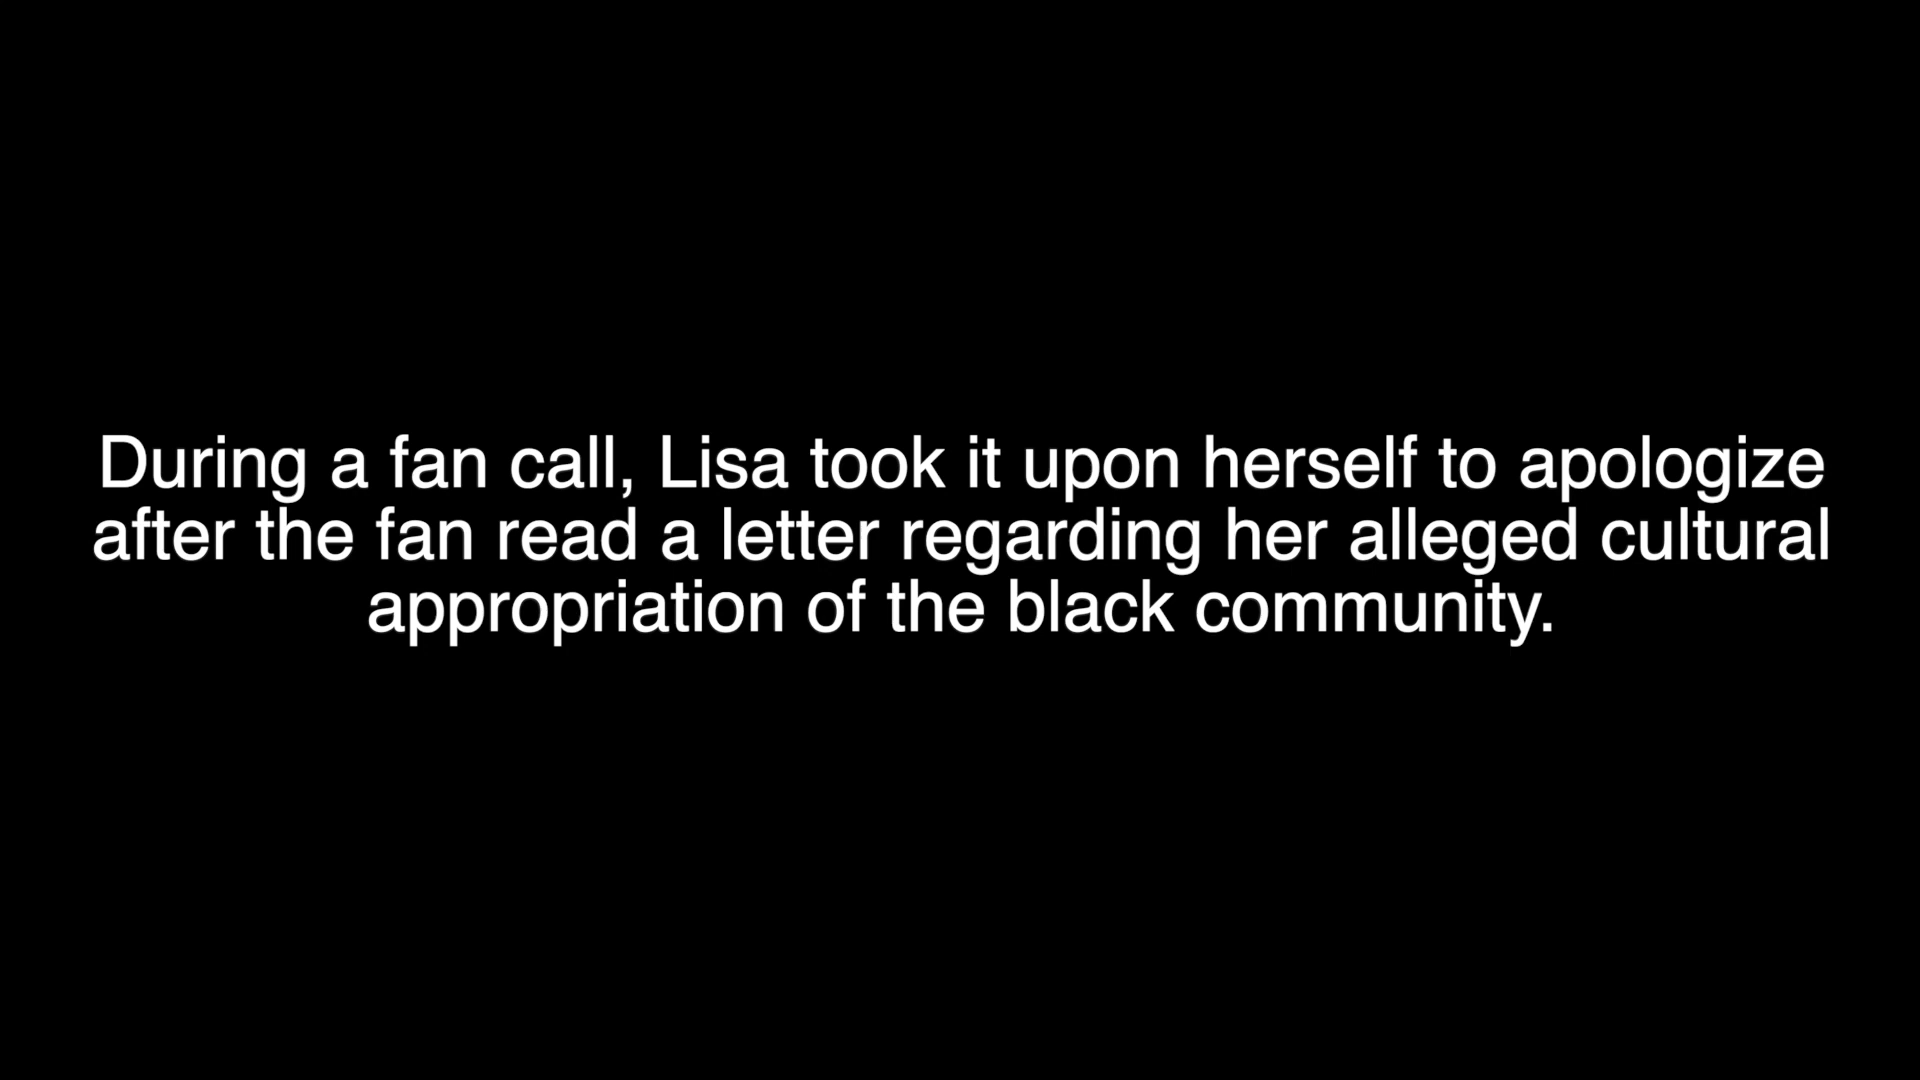 During a fan call, Lisa took it upon herself to apologize
after the fan read a letter regarding her alleged cultural
appropriation of the black community.